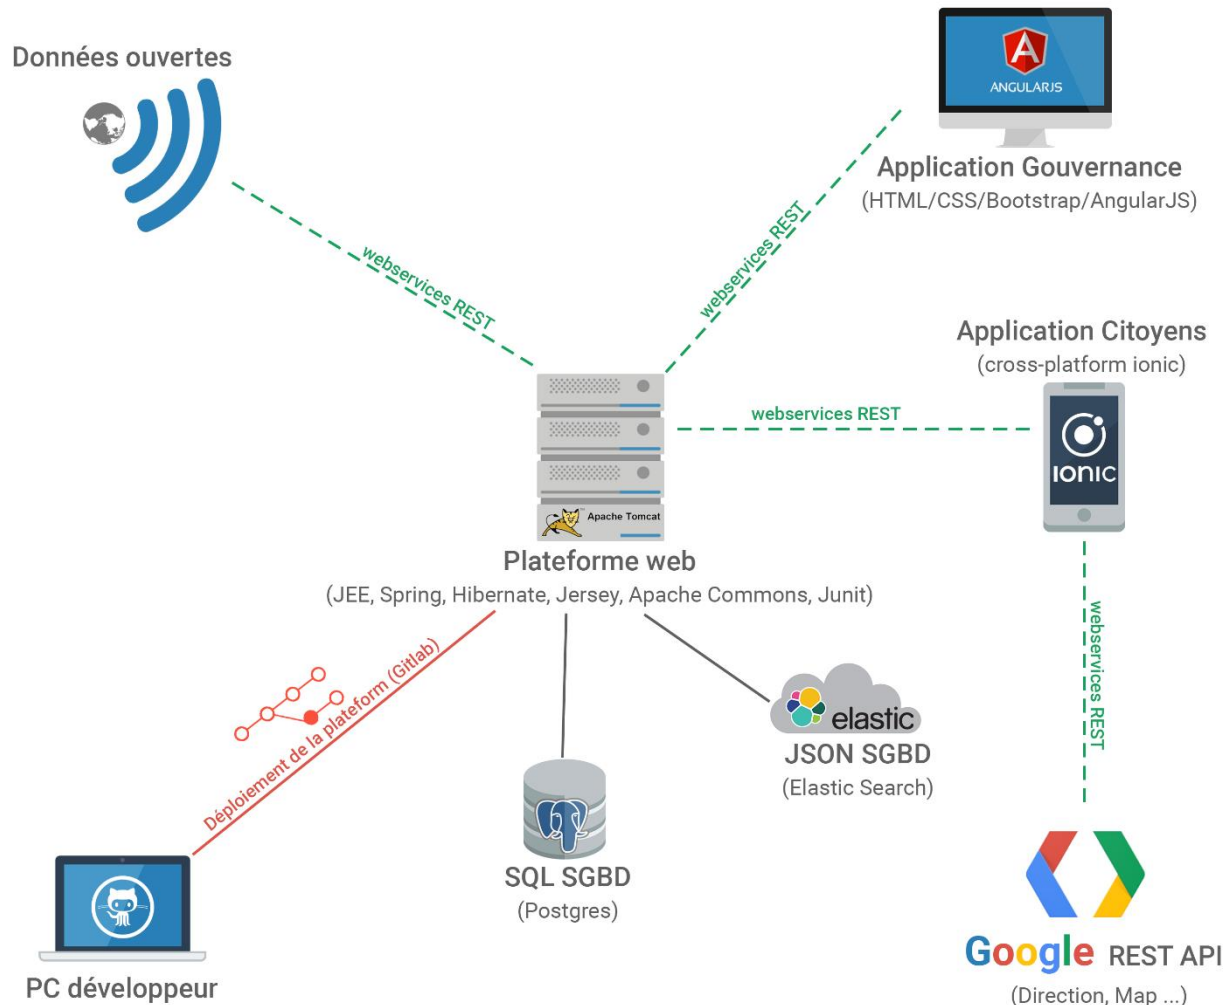 Données ouvertes
ANGULARJS
Application Gouvernance
(HTML/CSS/Bootstrap/AngularJS)
webservices REST
webservices REST
Application Citoyens
(cross-platform ionic)
webservices REST
IONIC
Apache Tomcat
Plateforme web
(JEE, Spring, Hibernate, Jersey, Apache Commons, Junit)
webservices REST
Déploiement de la plateform (Gitlab)
elastic
JSON SGBD
(Elastic Search)
SQL SGBD
(Postgres)
PC développeur
Google REST API
(Direction, Map ...)